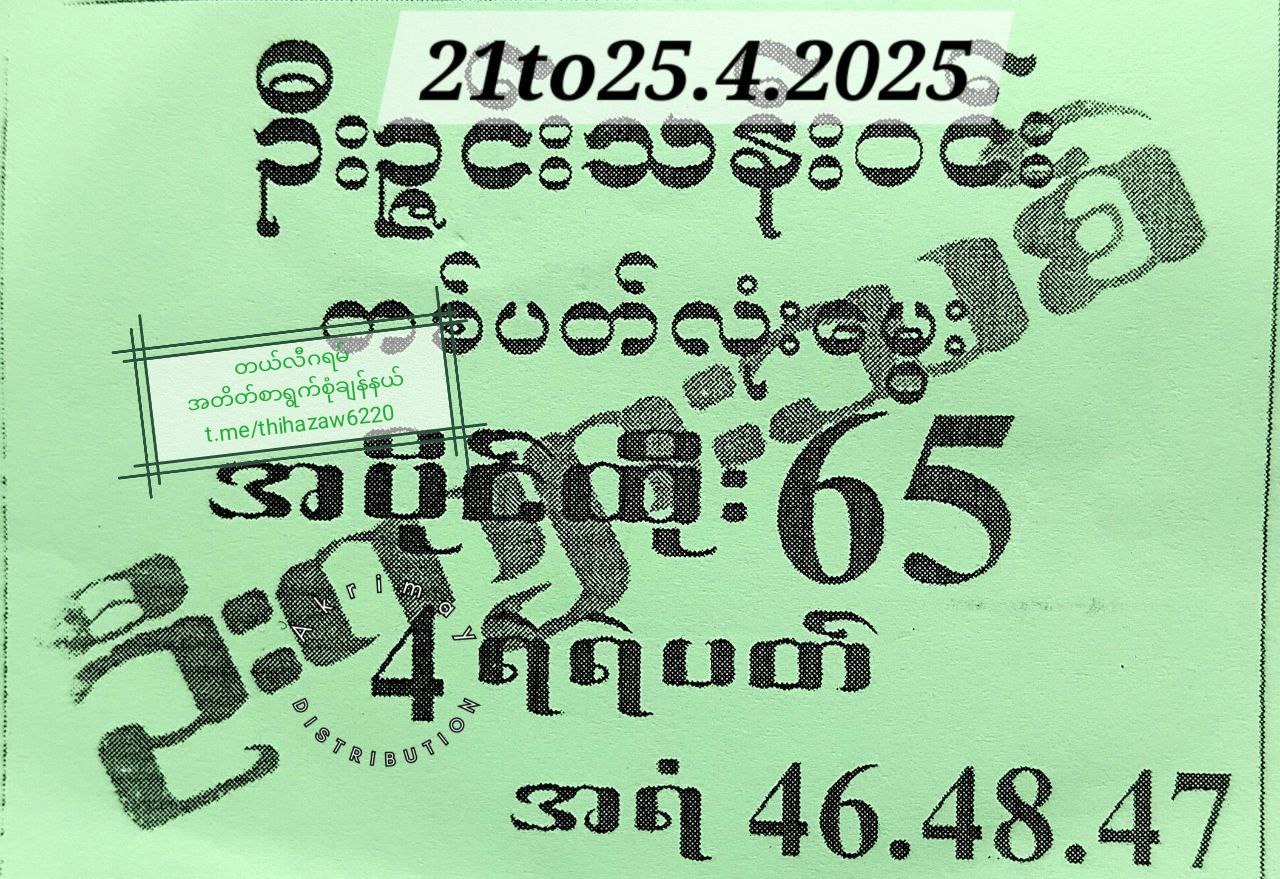 21to25.4.2025
ဦးဥူငး်သန်းဝင်း
တစ်ပတ်လုံးမွေး
တယ်လီဂရမ်
အတိတ်စာရွက်စုံချန်နယ်
t.me/thihazaw6220
အပိုင်ထိုး 65
4 ရရပတ်
အရံ 46.48.47
Akrimay
DISTRIBUTION